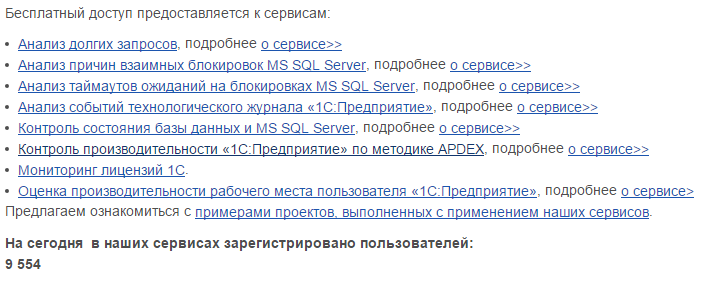 Бесплатный доступ предоставляется к сервисам:
• Анализ долгих запросов, подробнее о сервисе>>
• Анализ причин взаимных блокировок MS SQL Server, подробнее о сервисе>>
• Анализ таймаутов ожиданий на блокировках MS SQL Server, подробнее о сервисе>>
• Анализ событий технологического журнала «1С:Предприятие», подробнее о сервисе>>
• Контроль состояния базы данных и MS SQL Server, подробнее о сервисе>>
• Контроль производительности «1С:Предприятие» по методике APDEX, подробнее о сервисе>>
• Мониторинг лицензий 1С.
• Оценка производительности рабочего места пользователя «1С:Предприятие», подробнее о сервисе>
Предлагаем ознакомиться с примерами проектов, выполненных с применением наших сервисов.
На сегодня в наших сервисах зарегистрировано пользователей:
9 554